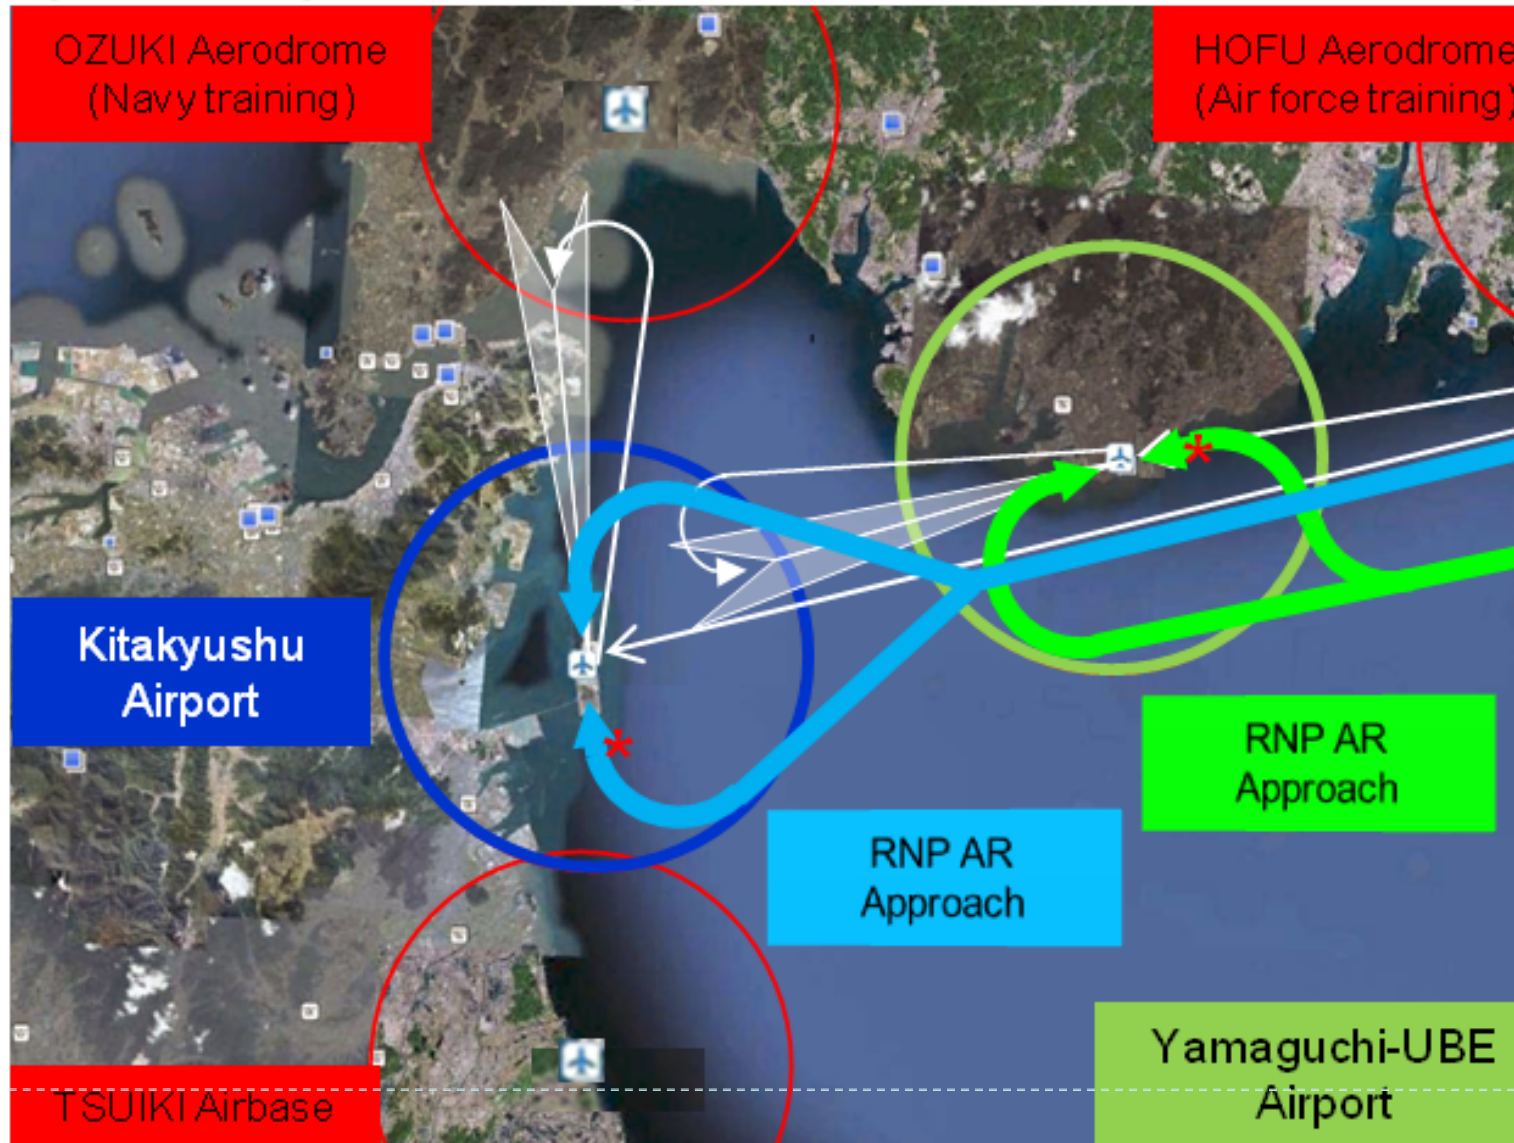 OZUKI Aerodrome
(Navy training)
HOFU Aerodrome
(Air force training)
Kitakyushu
Airport
*
*
RNP AR
Approach
RNP AR
Approach
Yamaguchi-UBE
Airport
TSUIKI Airbase